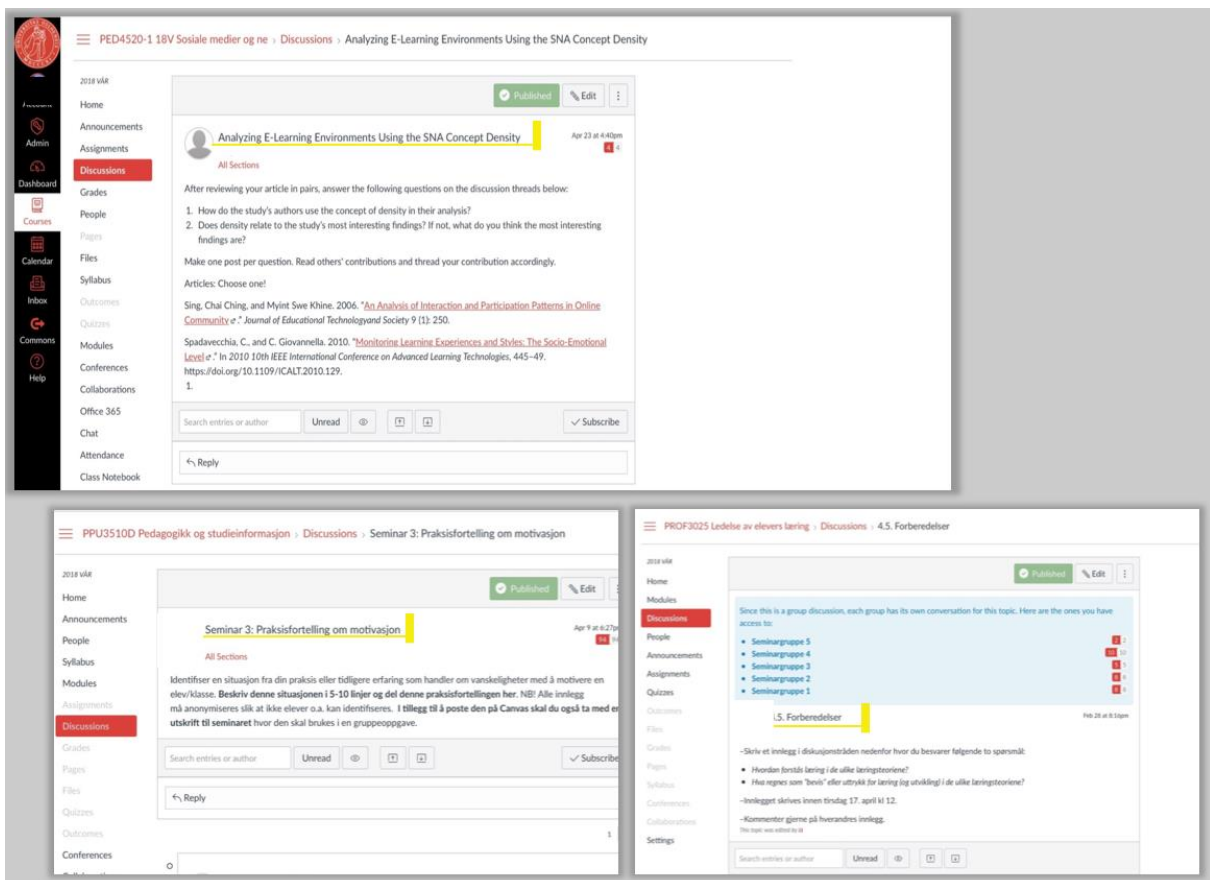 PED4520-1 18V Sosiale medier og ne › Discussions › Analyzing E-Learning Environments Using the SNA Concept Density
Admin
Dashboard
Courses
Calendar
Inbox
Commons
Help
2018 VÅR
Home
Announcements
Assignments
Discussions
Grades
People
Pages
Files
Syllabus
Outcomes
Quizzes
Modules
Conferences
Collaborations
Office 365
Chat
Attendance
Class Notebook
Published Edit
Analyzing E-Learning Environments Using the SNA Concept Density Apr 23 at 4:40pm
4 4
All Sections
After reviewing your article in pairs, answer the following questions on the discussion threads below:
1. How do the study's authors use the concept of density in their analysis?
2. Does density relate to the study's most interesting findings? If not, what do you think the most interesting
findings are?
Make one post per question. Read others' contributions and thread your contribution accordingly.
Articles: Choose one!
Sing, Chai Ching, and Myint Swe Khine. 2006. "An Analysis of Interaction and Participation Patterns in Online
Community." Journal of Educational Technologyand Society 9 (1): 250.
Spadavecchia, C., and C. Giovannella. 2010. "Monitoring Learning Experiences and Styles: The Socio-Emotional
Level." In 2010 10th IEEE International Conference on Advanced Learning Technologies, 445–49.
https://doi.org/10.1109/ICALT.2010.129.
1.
Search entries or author Unread Subscribe
Reply
PPU3510D Pedagogikk og studieinformasjon › Discussions › Seminar 3: Praksisfortelling om motivasjon
2018 VÅR
Home
Announcements
People
Syllabus
Modules
Assignments
Discussions
Grades
Pages
Files
Quizzes
Outcomes
Conferences
Published Edit
Seminar 3: Praksisfortelling om motivasjon Apr 9 at 6:27p
All Sections
Identifiser en situasjon fra din praksis eller tidligere erfaring som handler om vanskeligheter med å motivere en
elev/klasse. Beskriv denne situasjonen i 5-10 linjer og del denne praksisfortellingen her. NB! Alle innlegg
må anonymiseres slik at ikke elever o.a. kan identifiseres. I tillegg til å poste den på Canvas skal du også ta med en
utskrift til seminaret hvor den skal brukes i en gruppeoppgave.
Search entries or author Unread Subscribe
Reply
1
PROF3025 Ledelse av elevers læring › Discussions › 4.5. Forberedelser
2018 VÅR
Home
Modules
Discussions
People
Announcements
Assignments
Quizzes
Outcomes
Files
Grades
Pages
Syllabus
Conferences
Collaborations
Settings
Published Edit
Since this is a group discussion, each group has its own conversation for this topic. Here are the ones you have
access to:
Seminargruppe 5
Seminargruppe 4
Seminargruppe 3
Seminargruppe 2
Seminargruppe 1
.5. Forberedelser Feb 28 at 8:16pm
–Skriv et innlegg i diskusjonstråden nedenfor hvor du besvarer følgende to spørsmål:
Hvordan forstås læring i de ulike læringsteoriene?
Hva regnes som "bevis" eller uttrykk for læring (og utvikling) i de ulike læringsteoriene?
–Innlegget skrives innen tirsdag 17. april kl 12.
–Kommenter gjerne på hverandres innlegg.
This topic was edited by
Search entries or author Unread